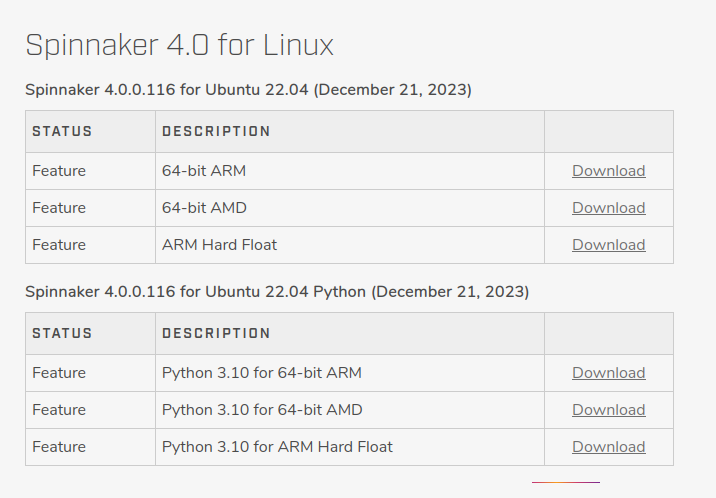 Spinnaker 4.0 for Linux
Spinnaker 4.0.0.116 for Ubuntu 22.04 (December 21, 2023)
STATUS DESCRIPTION
Feature 64-bit ARM Download
Feature 64-bit AMD Download
Feature ARM Hard Float Download
Spinnaker 4.0.0.116 for Ubuntu 22.04 Python (December 21, 2023)
STATUS DESCRIPTION
Feature Python 3.10 for 64-bit ARM Download
Feature Python 3.10 for 64-bit AMD Download
Feature Python 3.10 for ARM Hard Float Download